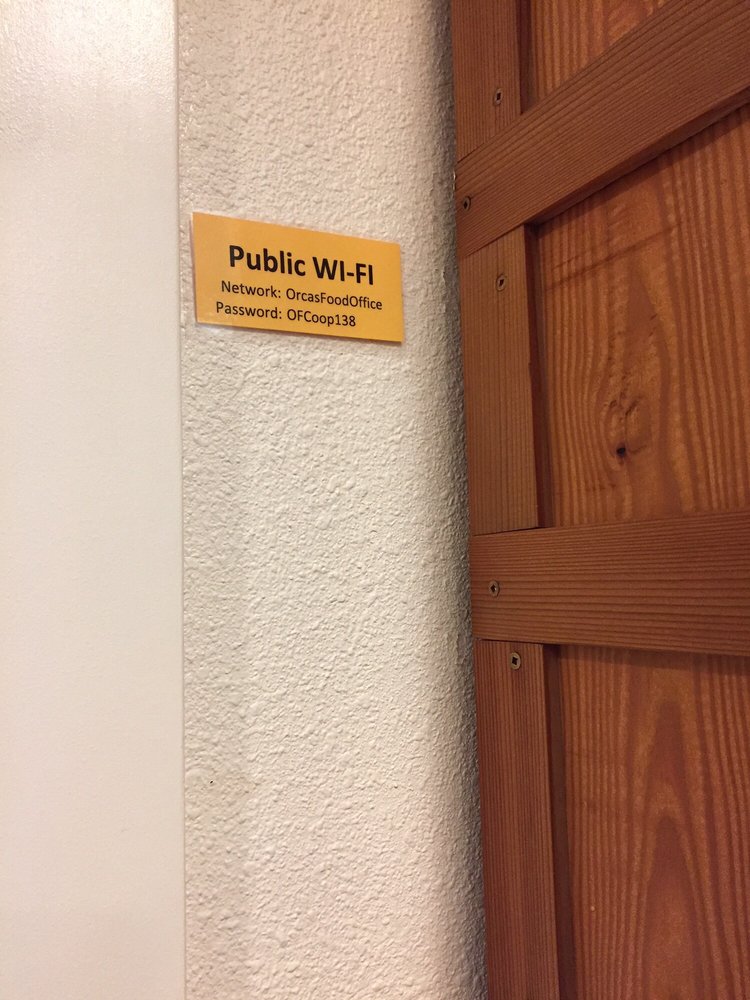 Public WI-FI
Network: OrcasFoodOffice
Password: OFCoop138